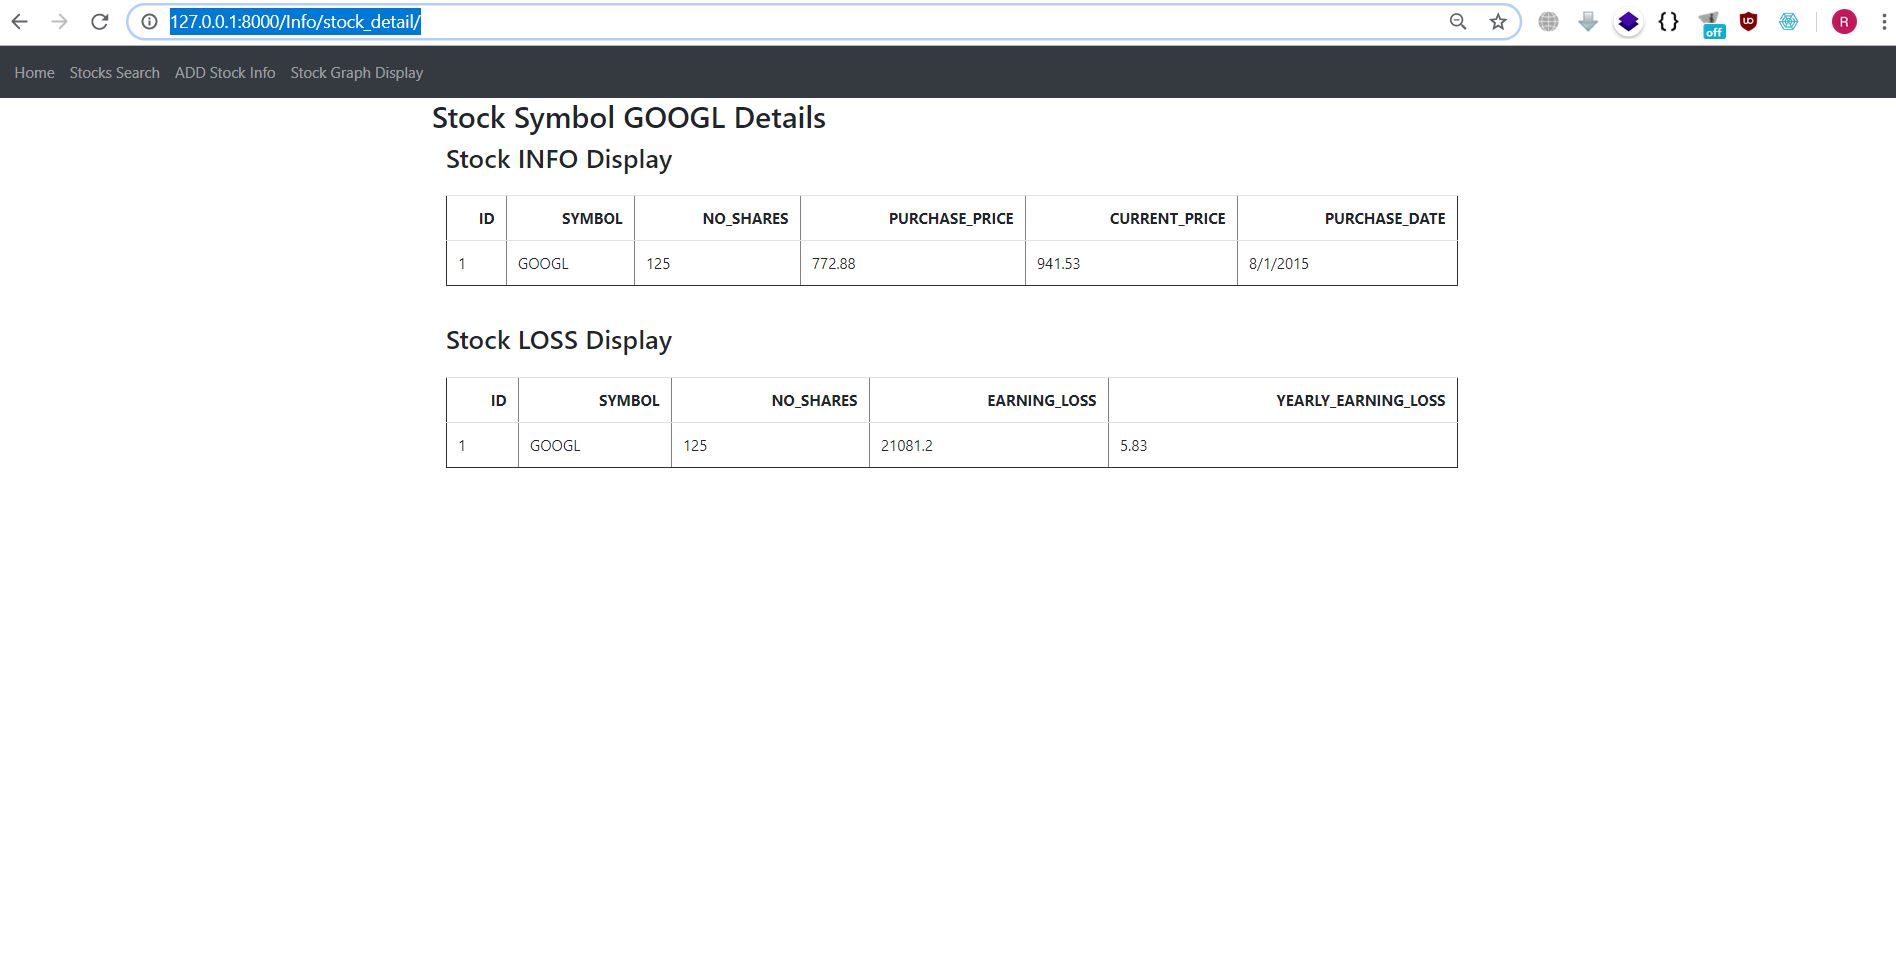 127.0.0.1:8000/Info/stock_detail/
off
R
Home Stocks Search ADD Stock Info Stock Graph Display
Stock Symbol GOOGL Details
Stock INFO Display
ID SYMBOL NO_SHARES PURCHASE_PRICE CURRENT_PRICE PURCHASE_DATE
1 GOOGL 125 772.88 941.53 8/1/2015
Stock LOSS Display
ID SYMBOL NO_SHARES EARNING_LOSS YEARLY_EARNING_LOSS
1 GOOGL 125 21081.2 5.83